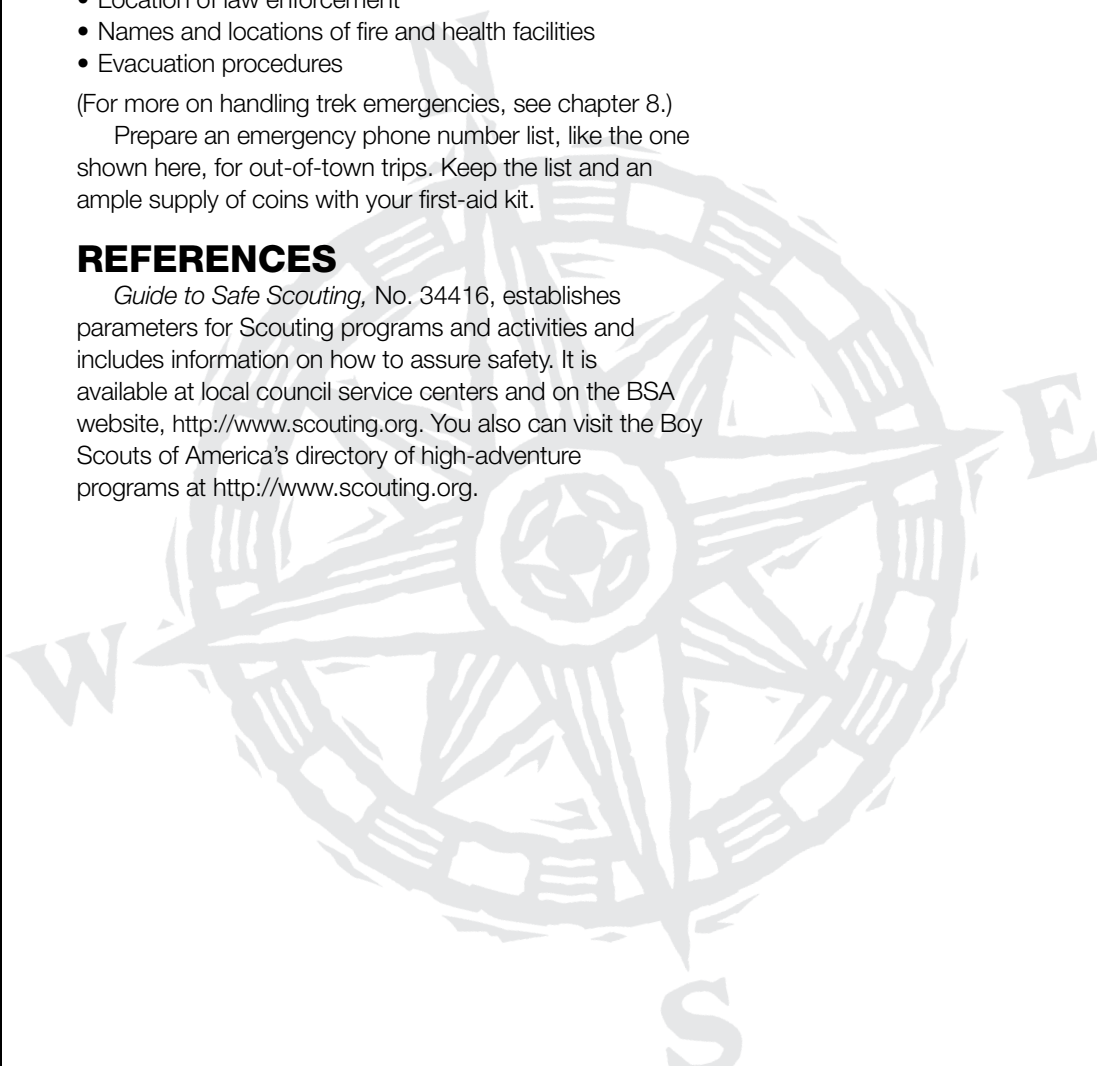 • Location of law enforcement
• Names and locations of fire and health facilities
• Evacuation procedures
(For more on handling trek emergencies, see chapter 8.)
Prepare an emergency phone number list, like the one
shown here, for out-of-town trips. Keep the list and an
ample supply of coins with your first-aid kit.
REFERENCES
Guide to Safe Scouting, No. 34416, establishes
parameters for Scouting programs and activities and
includes information on how to assure safety. It is
available at local council service centers and on the BSA
website, http://www.scouting.org. You also can visit the Boy
Scouts of America’s directory of high-adventure
programs at http://www.scouting.org.
N
E
W
S